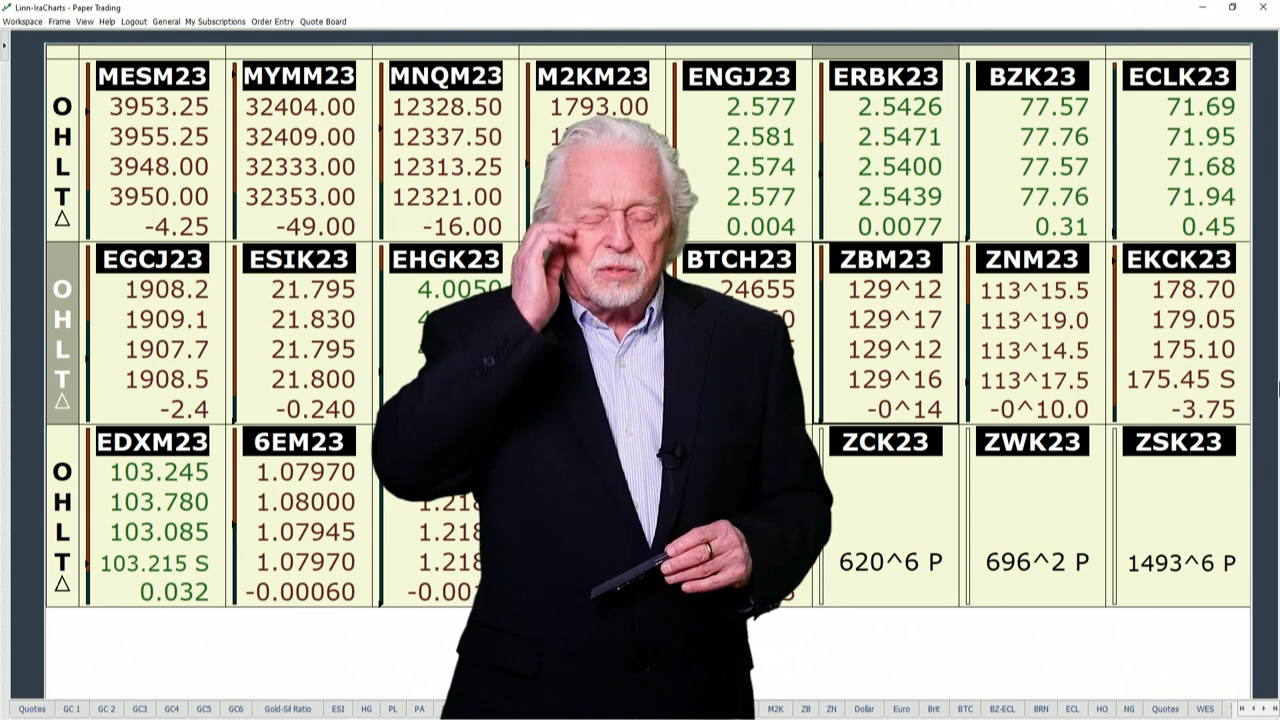 Linn-IraCharts - Paper Trading
Workspace Frame View Help Logout General My Subscriptions Order Entry Quote Board
MESM23 MYMM23 MNQM23 M2KM23 ENGJ23 ERBK23 BZK23 ECLK23
O 3953.25 32404.00 12328.50 1793.00 2.577 2.5426 77.57 71.69
H 3955.25 32409.00 12337.50 2.581 2.5471 77.76 71.95
L 3948.00 32333.00 12313.25 2.574 2.5400 77.57 71.68
T 3950.00 32353.00 12321.00 2.577 2.5439 77.76 71.94
△ -4.25 -49.00 -16.00 0.004 0.0077 0.31 0.45
EGCJ23 ESIK23 EHGK23 BTCH23 ZBM23 ZNM23 EKCK23
O 1908.2 21.795 4.0050 24655 129^12 113^15.5 178.70
H 1909.1 21.830 129^17 113^19.0 179.05
L 1907.7 21.795 129^12 113^14.5 175.10
T 1908.5 21.800 129^16 113^17.5 175.45 S
△ -2.4 -0.240 -0^14 -0^10.0 -3.75
EDXM23 6EM23 ZCK23 ZWK23 ZSK23
O 103.245 1.07970
H 103.780 1.08000
L 103.085 1.07945
T 103.215 S 1.07970 620^6 P 696^2 P 1493^6 P
△ 0.032 -0.00060
Quotes GC 1 GC 2 GC3 GC4 GC5 GC6 Gold-Sil Ratio ESI HG PL PA M2K ZB ZN Dollar Euro Brit BTC BZ-ECL BRN ECL HO NG Quotes WES